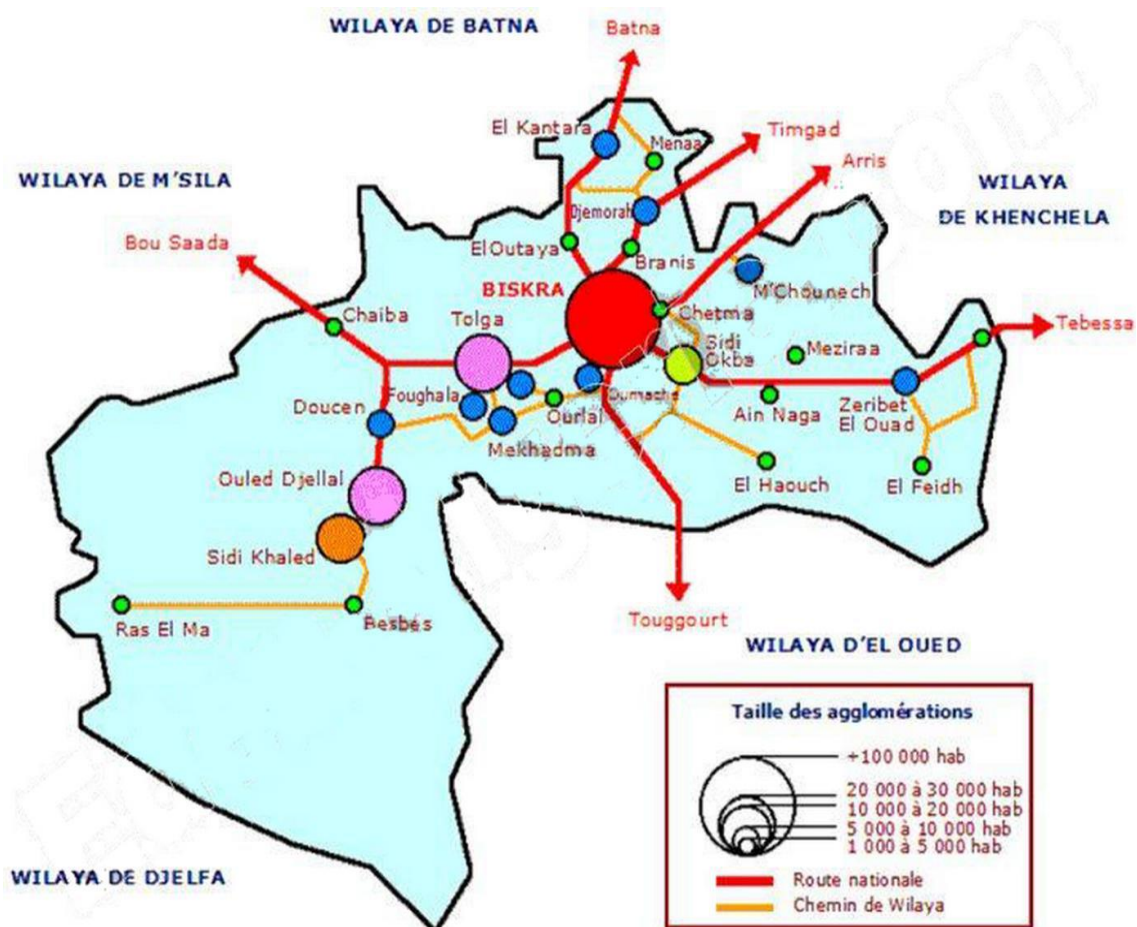 WILAYA DE BATNA
Batna
El Kantara
Timgad
Menaa
Arris
WILAYA DE M'SILA
WILAYA
DE KHENCHELA
Djemorah
Bou Saada
El Outaya
Branis
BISKRA
M'Chounech
Chaiba
Tolga
Chetma
Tebessa
Sidi
Okba
Meziraa
Foughala
Oumache
Doucen
Ourlal
Ain Naga
Zeribet
El Ouad
Mekhadma
Ouled Djellal
El Haouch
El Feidh
Sidi Khaled
Ras El Ma
Besbés
Touggourt
WILAYA D'EL OUED
Taille des agglomérations
+100 000 hab
20 000 à 30 000 hab
10 000 à 20 000 hab
5 000 à 10 000 hab
1 000 à 5 000 hab
Route nationale
Chemin de Wilaya
WILAYA DE DJELFA